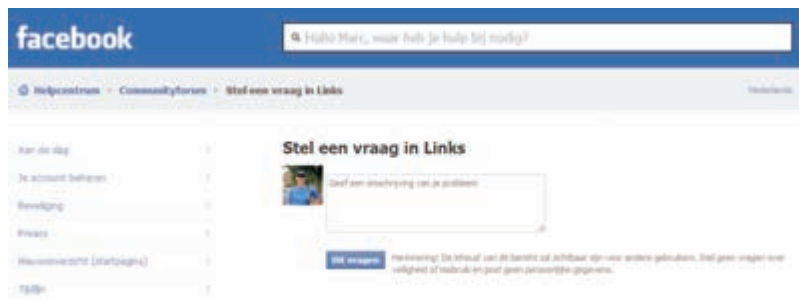 facebook
Hallo Marc, waar heb je hulp bij nodig?
Helpcentrum Communityforum Stel een vraag in Links
Nederlands
Aan de slag
Je account beheren
Beveiliging
Privacy
Nieuwsoverzicht (startpagina)
Tijdlijn
Stel een vraag in Links
Geef een omschrijving van je probleem
Dit vragen
Herinnering: De inhoud van dit bericht zal zichtbaar zijn voor andere gebruikers. Stel geen vragen over
veiligheid of misbruik en post geen persoonlijke gegevens.